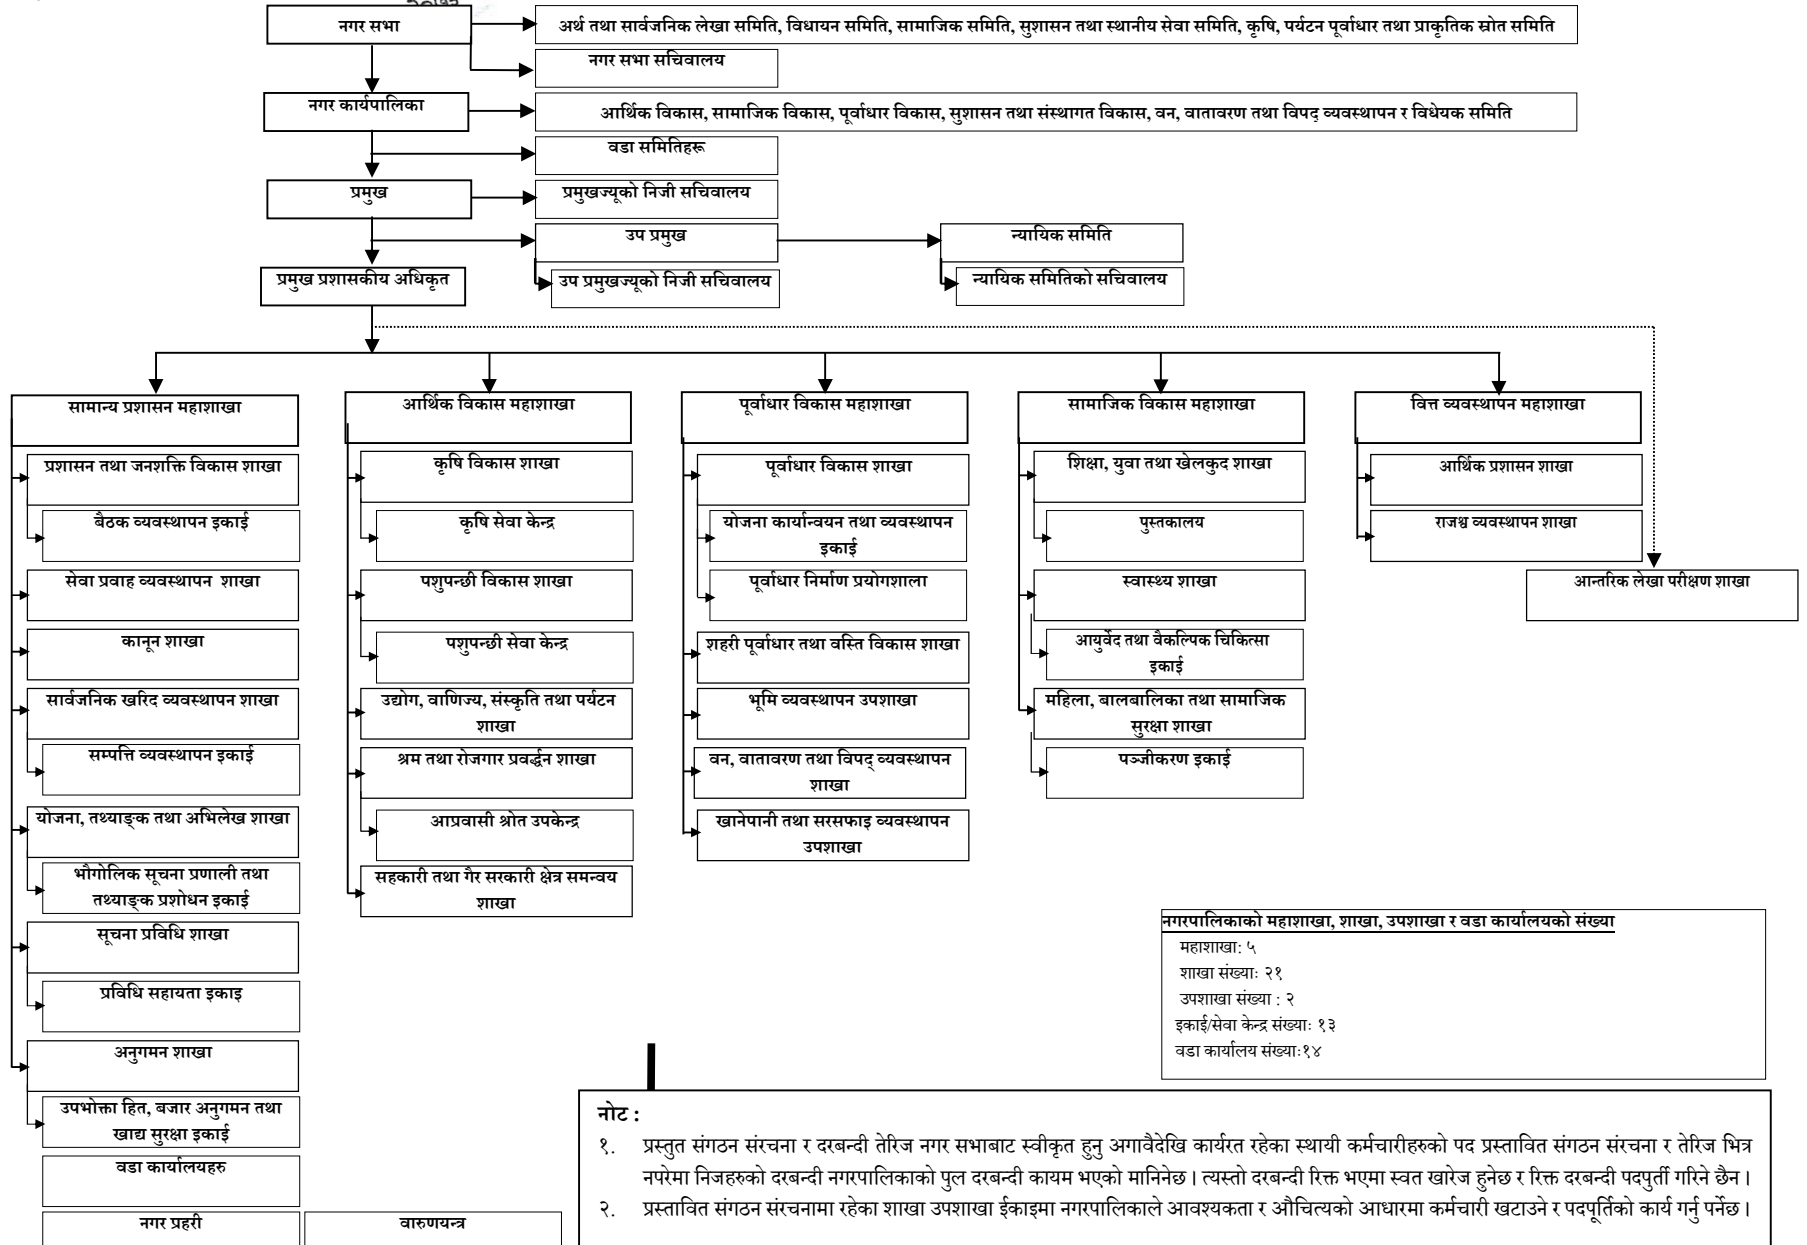 नगर सभा
अर्थ तथा सार्वजनिक लेखा समिति, विधायन समिति, सामाजिक समिति, सुशासन तथा स्थानीय सेवा समिति, कृषि, पर्यटन पूर्वाधार तथा प्राकृतिक स्रोत समिति
नगर सभा सचिवालय
नगर कार्यपालिका
आर्थिक विकास, सामाजिक विकास, पूर्वाधार विकास, सुशासन तथा संस्थागत विकास, वन, वातावरण तथा विपद् व्यवस्थापन र विधेयक समिति
वडा समितिहरू
प्रमुख
प्रमुखज्यूको निजी सचिवालय
उप प्रमुख
न्यायिक समिति
प्रमुख प्रशासकीय अधिकृत
उप प्रमुखज्यूको निजी सचिवालय
न्यायिक समितिको सचिवालय
सामान्य प्रशासन महाशाखा
प्रशासन तथा जनशक्ति विकास शाखा
बैठक व्यवस्थापन इकाई
सेवा प्रवाह व्यवस्थापन शाखा
कानून शाखा
सार्वजनिक खरिद व्यवस्थापन शाखा
सम्पत्ति व्यवस्थापन इकाई
योजना, तथ्याङ्क तथा अभिलेख शाखा
भौगोलिक सूचना प्रणाली तथा
तथ्याङ्क प्रशोधन इकाई
सूचना प्रविधि शाखा
प्रविधि सहायता इकाइ
अनुगमन शाखा
उपभोक्ता हित, बजार अनुगमन तथा
खाद्य सुरक्षा इकाई
वडा कार्यालयहरु
नगर प्रहरी
वारुणयन्त्र
आर्थिक विकास महाशाखा
कृषि विकास शाखा
कृषि सेवा केन्द्र
पशुपन्छी विकास शाखा
पशुपन्छी सेवा केन्द्र
उद्योग, वाणिज्य, संस्कृति तथा पर्यटन
शाखा
श्रम तथा रोजगार प्रवर्द्धन शाखा
आप्रवासी श्रोत उपकेन्द्र
सहकारी तथा गैर सरकारी क्षेत्र समन्वय
शाखा
पूर्वाधार विकास महाशाखा
पूर्वाधार विकास शाखा
योजना कार्यान्वयन तथा व्यवस्थापन
इकाई
पूर्वाधार निर्माण प्रयोगशाला
शहरी पूर्वाधार तथा वस्ति विकास शाखा
भूमि व्यवस्थापन उपशाखा
वन, वातावरण तथा विपद् व्यवस्थापन
शाखा
खानेपानी तथा सरसफाइ व्यवस्थापन
उपशाखा
सामाजिक विकास महाशाखा
शिक्षा, युवा तथा खेलकुद शाखा
पुस्तकालय
स्वास्थ्य शाखा
आयुर्वेद तथा वैकल्पिक चिकित्सा
इकाई
महिला, बालबालिका तथा सामाजिक
सुरक्षा शाखा
पञ्जीकरण इकाई
वित्त व्यवस्थापन महाशाखा
आर्थिक प्रशासन शाखा
राजश्व व्यवस्थापन शाखा
आन्तरिक लेखा परीक्षण शाखा
नगरपालिकाको महाशाखा, शाखा, उपशाखा र वडा कार्यालयको संख्या
महाशाखा: ५
शाखा संख्याः २१
उपशाखा संख्या : २
इकाई/सेवा केन्द्र संख्याः १३
वडा कार्यालय संख्याः१४
नोट :
१. प्रस्तुत संगठन संरचना र दरबन्दी तेरिज नगर सभाबाट स्वीकृत हुनु अगावैदेखि कार्यरत रहेका स्थायी कर्मचारीहरुको पद प्रस्तावित संगठन संरचना र तेरिज भित्र
नपरेमा निजहरुको दरबन्दी नगरपालिकाको पुल दरबन्दी कायम भएको मानिनेछ । त्यस्तो दरबन्दी रिक्त भएमा स्वत खारेज हुनेछ र रिक्त दरबन्दी पदपुर्ती गरिने छैन ।
२. प्रस्तावित संगठन संरचनामा रहेका शाखा उपशाखा ईकाइमा नगरपालिकाले आवश्यकता र औचित्यको आधारमा कर्मचारी खटाउने र पदपूर्तिको कार्य गर्नु पर्नेछ ।